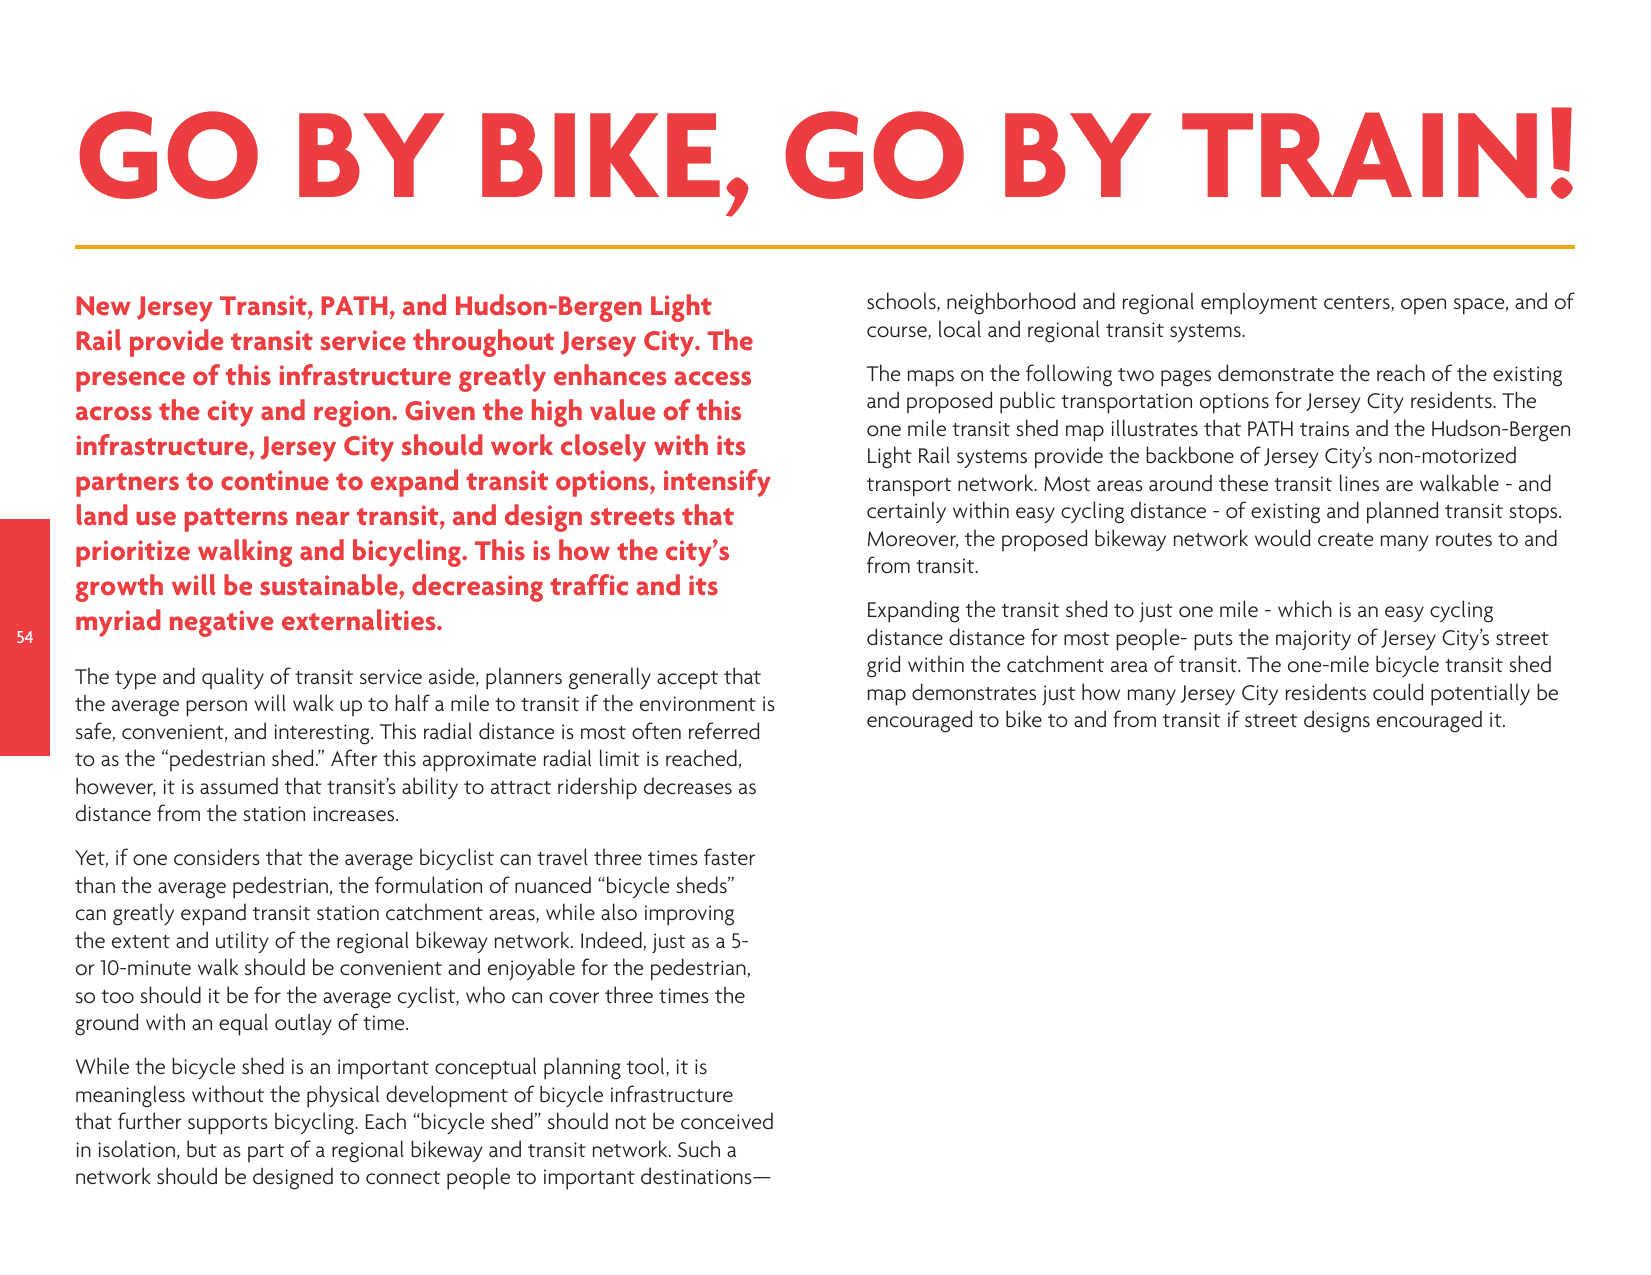 GO BY BIKE, GO BY TRAIN!
New Jersey Transit, PATH, and Hudson-Bergen Light
Rail provide transit service throughout Jersey City. The
presence of this infrastructure greatly enhances access
across the city and region. Given the high value of this
infrastructure, Jersey City should work closely with its
partners to continue to expand transit options, intensify
land use patterns near transit, and design streets that
prioritize walking and bicycling. This is how the city’s
growth will be sustainable, decreasing traffic and its
myriad negative externalities.
54
The type and quality of transit service aside, planners generally accept that
the average person will walk up to half a mile to transit if the environment is
safe, convenient, and interesting. This radial distance is most often referred
to as the “pedestrian shed.” After this approximate radial limit is reached,
however, it is assumed that transit’s ability to attract ridership decreases as
distance from the station increases.
Yet, if one considers that the average bicyclist can travel three times faster
than the average pedestrian, the formulation of nuanced “bicycle sheds”
can greatly expand transit station catchment areas, while also improving
the extent and utility of the regional bikeway network. Indeed, just as a 5-
or 10-minute walk should be convenient and enjoyable for the pedestrian,
so too should it be for the average cyclist, who can cover three times the
ground with an equal outlay of time.
While the bicycle shed is an important conceptual planning tool, it is
meaningless without the physical development of bicycle infrastructure
that further supports bicycling. Each “bicycle shed” should not be conceived
in isolation, but as part of a regional bikeway and transit network. Such a
network should be designed to connect people to important destinations—
schools, neighborhood and regional employment centers, open space, and of
course, local and regional transit systems.
The maps on the following two pages demonstrate the reach of the existing
and proposed public transportation options for Jersey City residents. The
one mile transit shed map illustrates that PATH trains and the Hudson-Bergen
Light Rail systems provide the backbone of Jersey City’s non-motorized
transport network. Most areas around these transit lines are walkable - and
certainly within easy cycling distance - of existing and planned transit stops.
Moreover, the proposed bikeway network would create many routes to and
from transit.
Expanding the transit shed to just one mile - which is an easy cycling
distance distance for most people- puts the majority of Jersey City’s street
grid within the catchment area of transit. The one-mile bicycle transit shed
map demonstrates just how many Jersey City residents could potentially be
encouraged to bike to and from transit if street designs encouraged it.